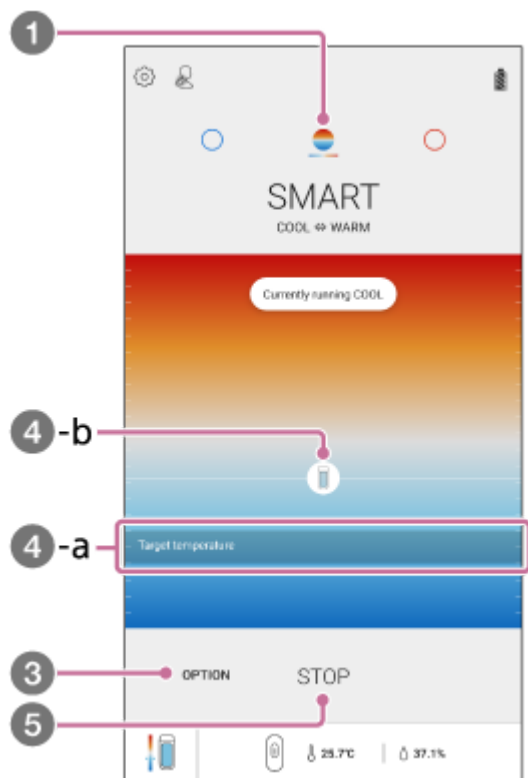 1
SMART
COOL ⇔ WARM
Currently running COOL
4 -b
4 -a
Target temperature
3
OPTION
STOP
5
25.7°C | 37.1%